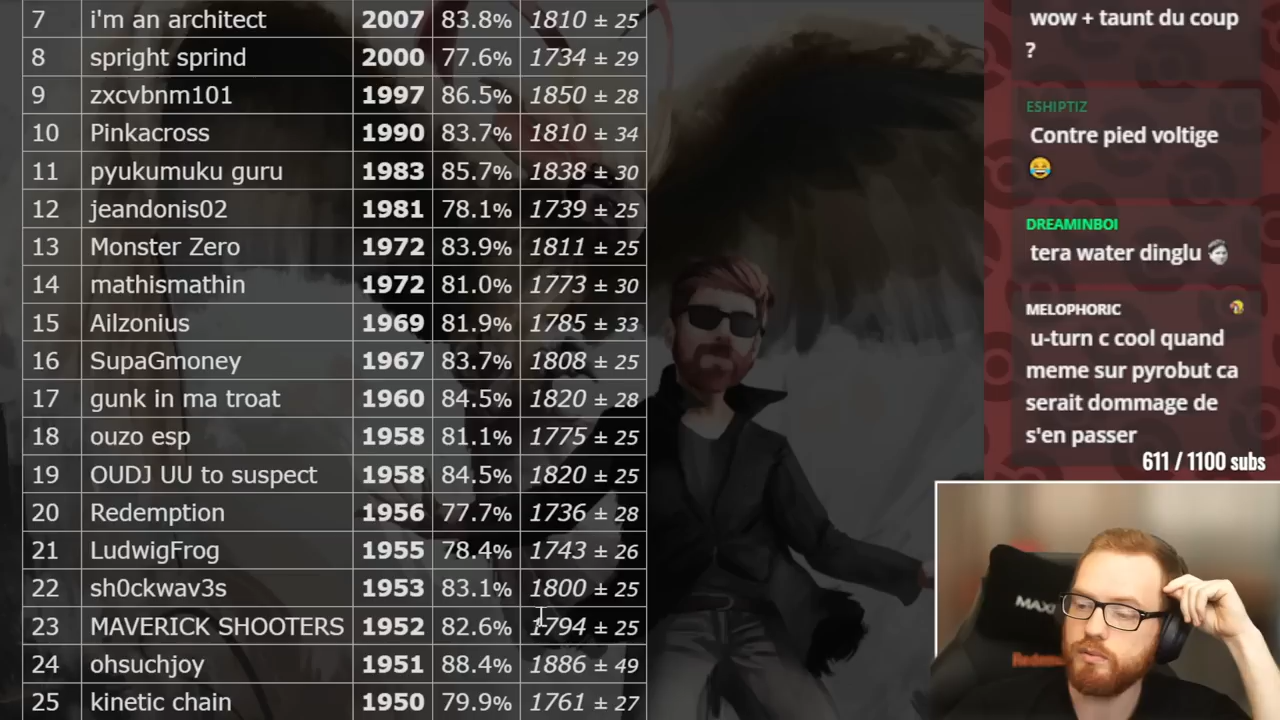 7 i'm an architect 2007 83.8% 1810 ± 25
8 spright sprind 2000 77.6% 1734 ± 29
9 zxcvbnm101 1997 86.5% 1850 ± 28
10 Pinkacross 1990 83.7% 1810 ± 34
11 pyukumuku guru 1983 85.7% 1838 ± 30
12 jeandonis02 1981 78.1% 1739 ± 25
13 Monster Zero 1972 83.9% 1811 ± 25
14 mathismathin 1972 81.0% 1773 ± 30
15 Ailzonius 1969 81.9% 1785 ± 33
16 SupaGmoney 1967 83.7% 1808 ± 25
17 gunk in ma troat 1960 84.5% 1820 ± 28
18 ouzo esp 1958 81.1% 1775 ± 25
19 OUDJ UU to suspect 1958 84.5% 1820 ± 25
20 Redemption 1956 77.7% 1736 ± 28
21 LudwigFrog 1955 78.4% 1743 ± 26
22 sh0ckwav3s 1953 83.1% 1800 ± 25
23 MAVERICK SHOOTERS 1952 82.6% 1794 ± 25
24 ohsuchjoy 1951 88.4% 1886 ± 49
25 kinetic chain 1950 79.9% 1761 ± 27
wow + taunt du coup
?
ESHIPTIZ
Contre pied voltige
😂
DREAMINBOI
tera water dinglu
MELOPHORIC
u-turn c cool quand
meme sur pyrobut ca
serait dommage de
s'en passer
611 / 1100 subs
MAXI